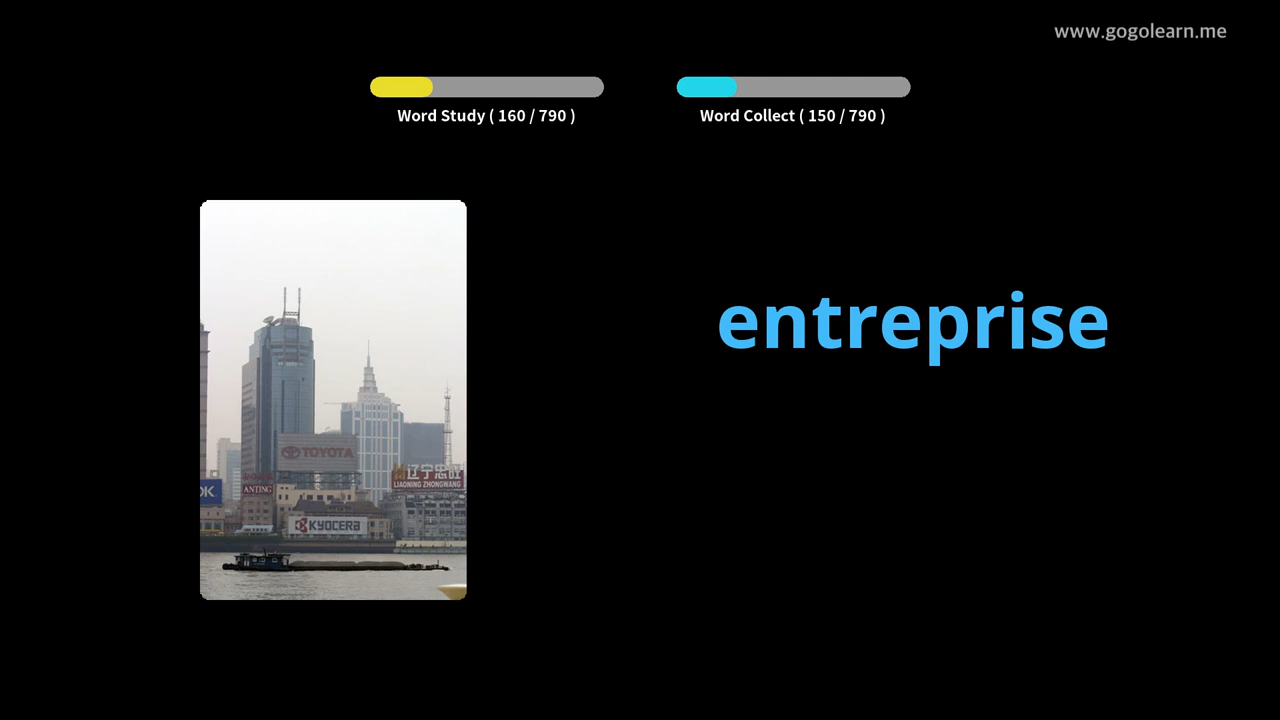 www.gogolearn.me
Word Study ( 160 / 790 )
Word Collect ( 150 / 790 )
entreprise
TOYOTA
辽宁忠旺
LIAONING ZHONGWANG
ANTING
KYOCERA